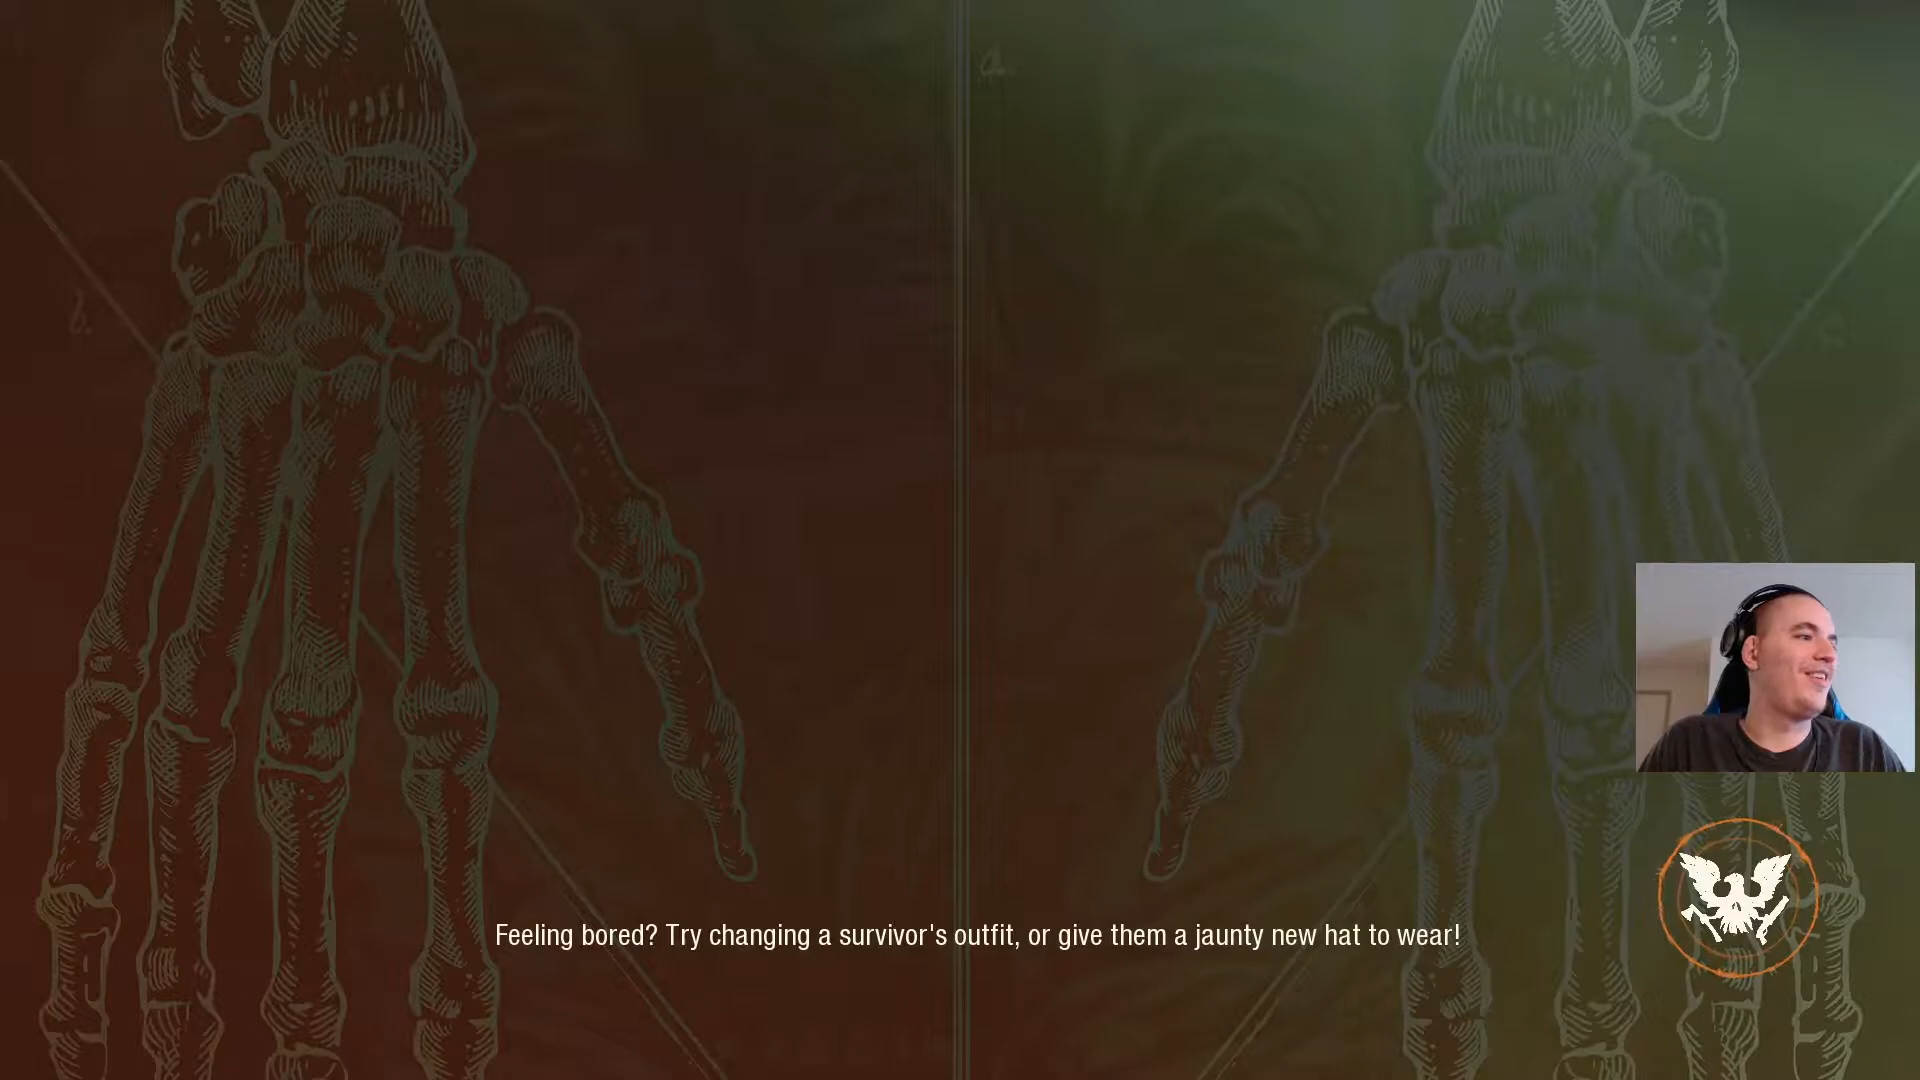 a.
b.
Feeling bored? Try changing a survivor's outfit, or give them a jaunty new hat to wear!